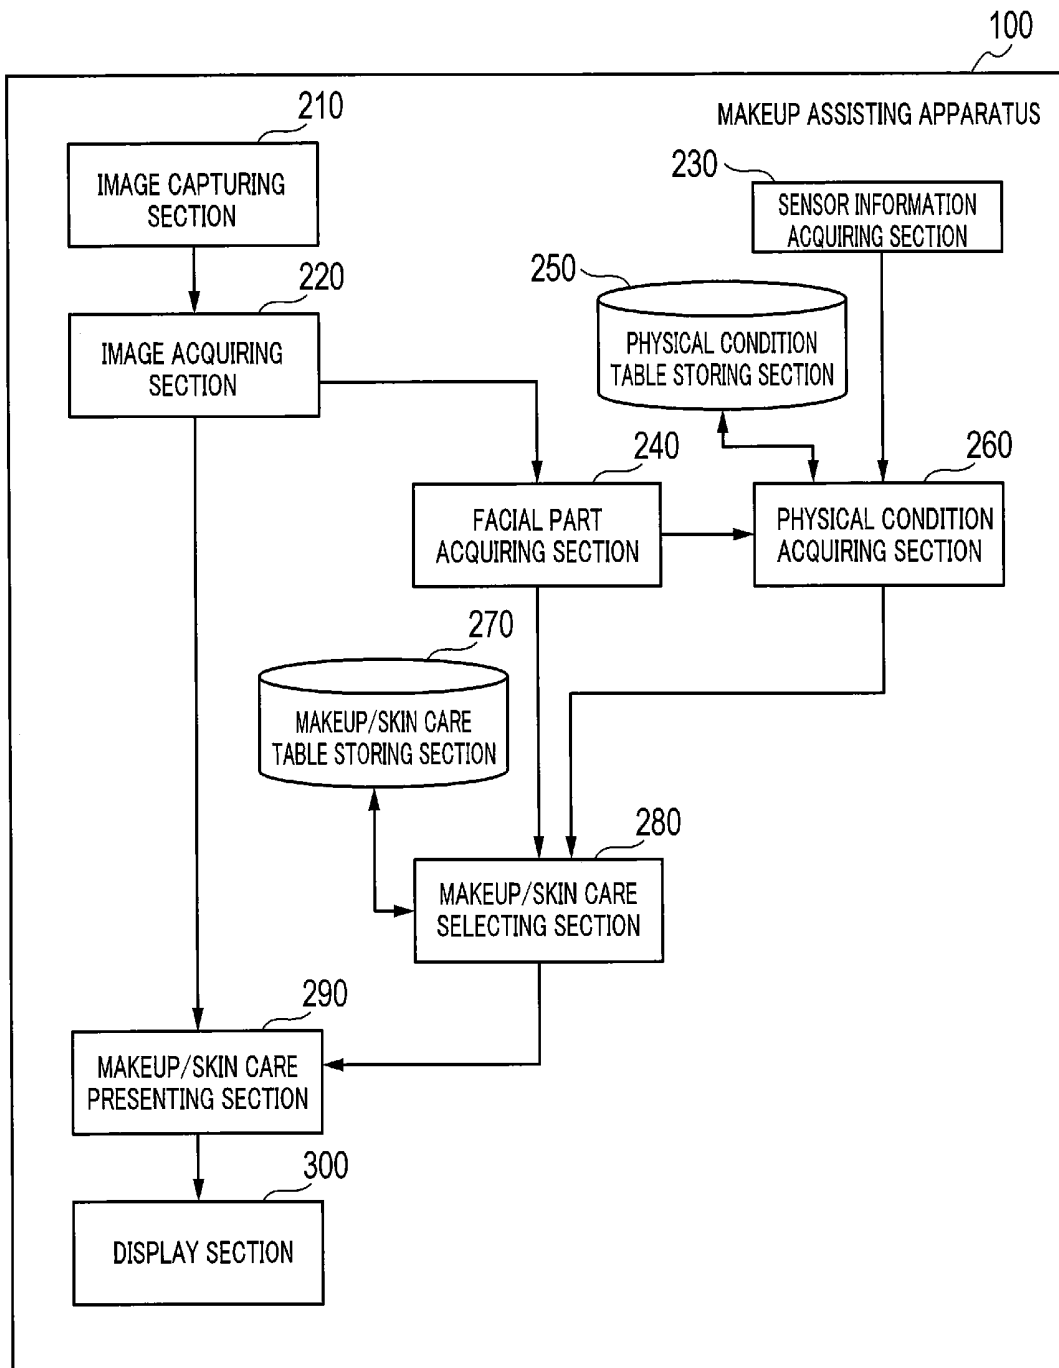 100
MAKEUP ASSISTING APPARATUS
210
IMAGE CAPTURING
SECTION
230
SENSOR INFORMATION
ACQUIRING SECTION
220
IMAGE ACQUIRING
SECTION
250
PHYSICAL CONDITION
TABLE STORING SECTION
240
FACIAL PART
ACQUIRING SECTION
260
PHYSICAL CONDITION
ACQUIRING SECTION
270
MAKEUP/SKIN CARE
TABLE STORING SECTION
280
MAKEUP/SKIN CARE
SELECTING SECTION
290
MAKEUP/SKIN CARE
PRESENTING SECTION
300
DISPLAY SECTION